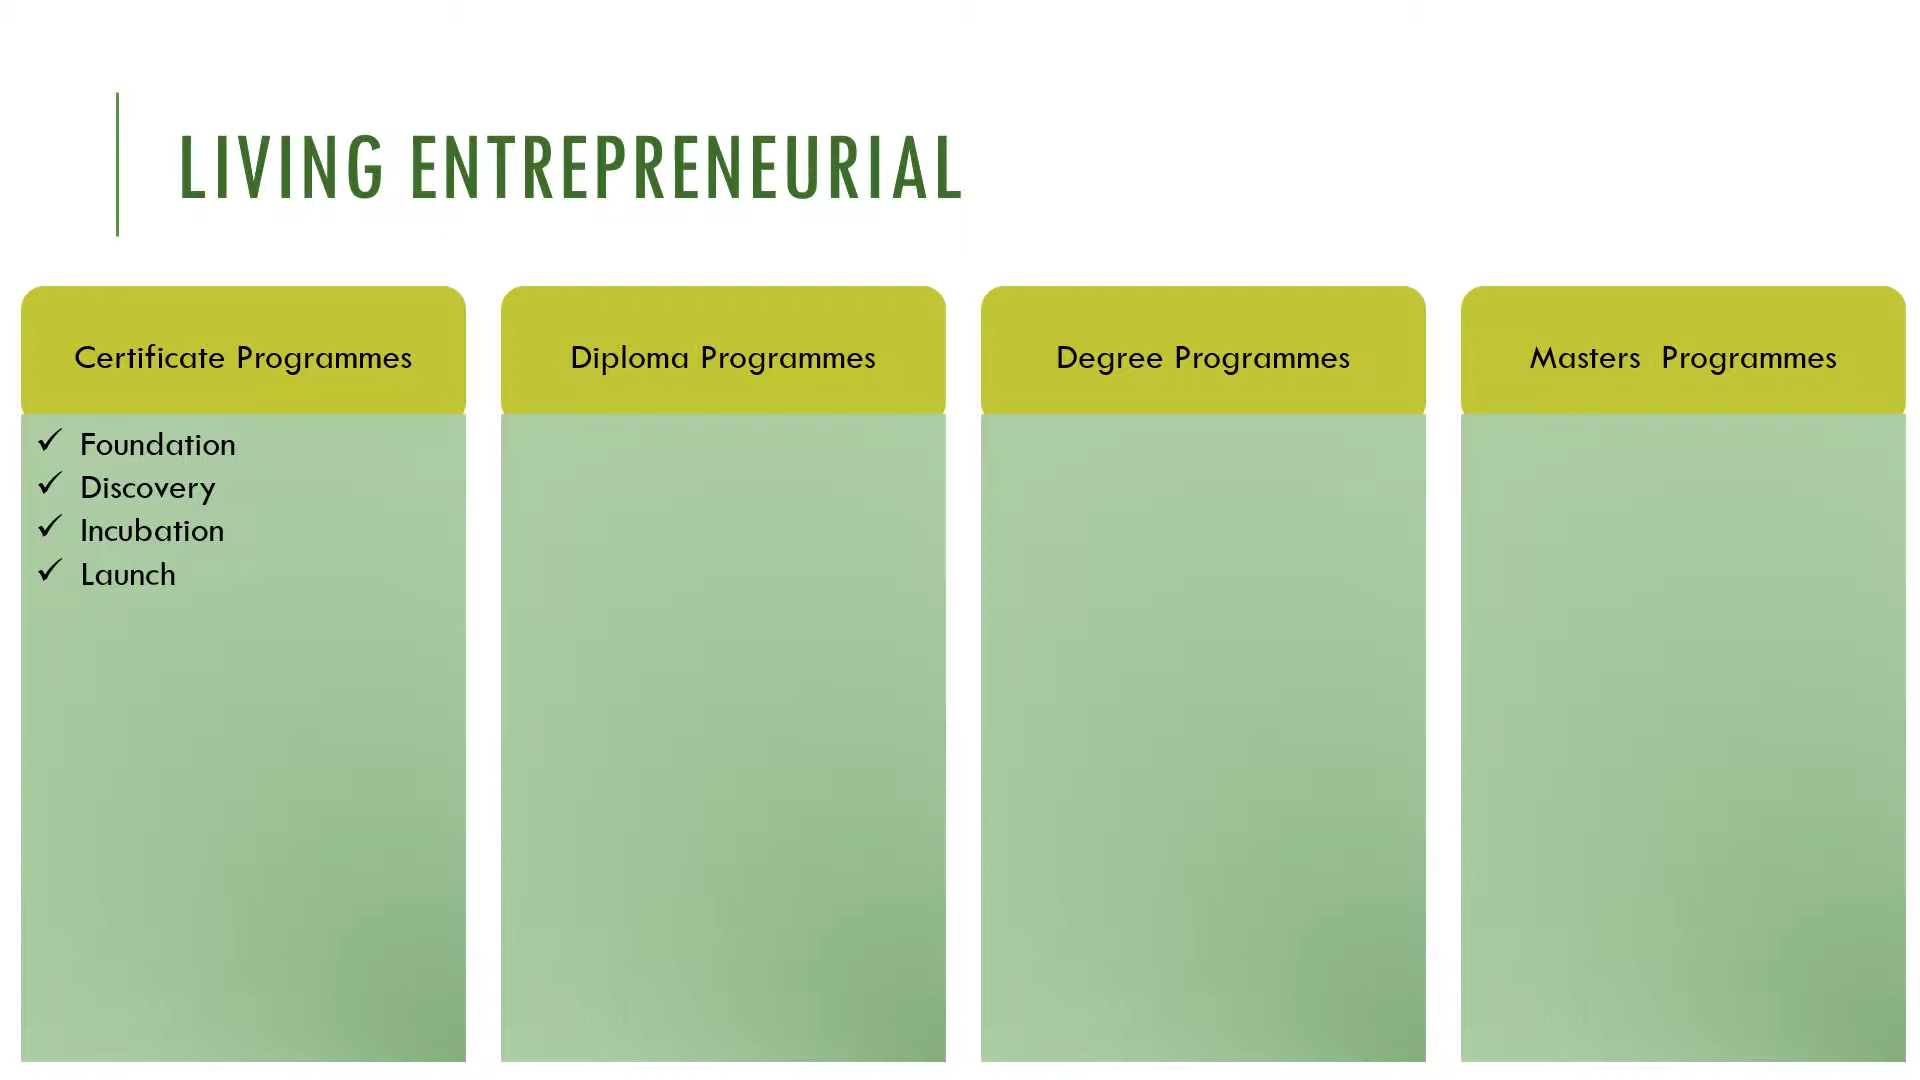 LIVING ENTREPRENEURIAL
Certificate Programmes
✓ Foundation
✓ Discovery
✓ Incubation
✓ Launch
Diploma Programmes
Degree Programmes
Masters  Programmes